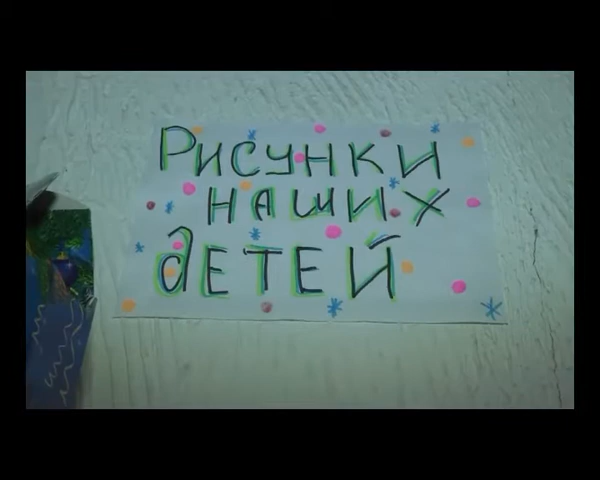 Рисунки
наших
детей